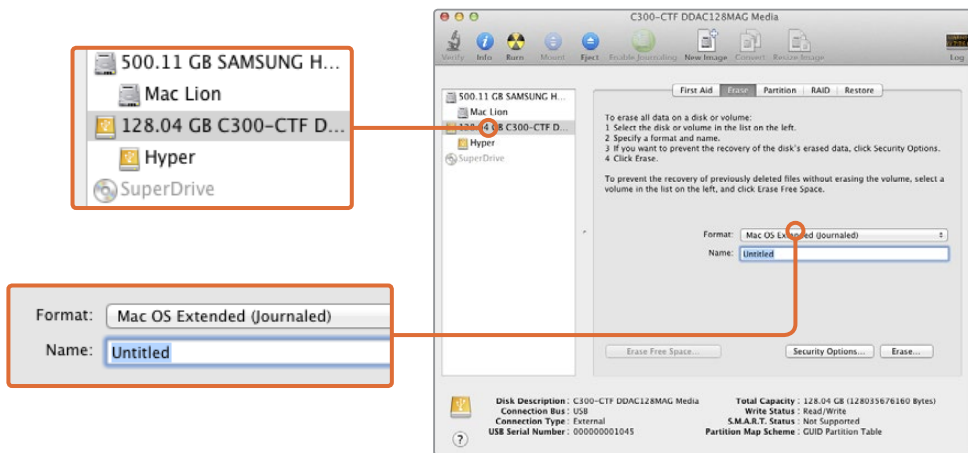 500.11 GB SAMSUNG H...
Mac Lion
128.04 GB C300-CTF D...
Hyper
SuperDrive
Format: Mac OS Extended (Journaled)
Name: Untitled
C300-CTF DDAC128MAG Media
Verify Info Burn Mount Eject Enable Journaling New Image Convert Resize Image Log
500.11 GB SAMSUNG H...
Mac Lion
128.04 GB C300-CTF D...
Hyper
SuperDrive
First Aid Erase Partition RAID Restore
To erase all data on a disk or volume:
1 Select the disk or volume in the list on the left.
2 Specify a format and name.
3 If you want to prevent the recovery of the disk's erased data, click Security Options.
4 Click Erase.
To prevent the recovery of previously deleted files without erasing the volume, select a
volume in the list on the left, and click Erase Free Space.
Format: Mac OS Extended (Journaled)
Name: Untitled
Erase Free Space... Security Options... Erase...
Disk Description : C300-CTF DDAC128MAG Media Total Capacity : 128.04 GB (128035676160 Bytes)
Connection Bus : USB Write Status : Read/Write
Connection Type : External S.M.A.R.T. Status : Not Supported
USB Serial Number : 000000001045 Partition Map Scheme : GUID Partition Table
?